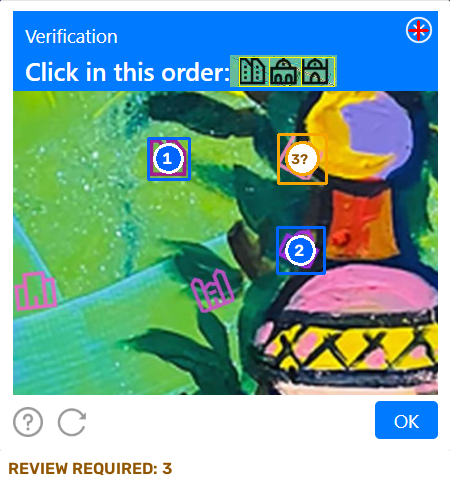 Verification
Click in this order:
1
3?
2
OK
REVIEW REQUIRED: 3